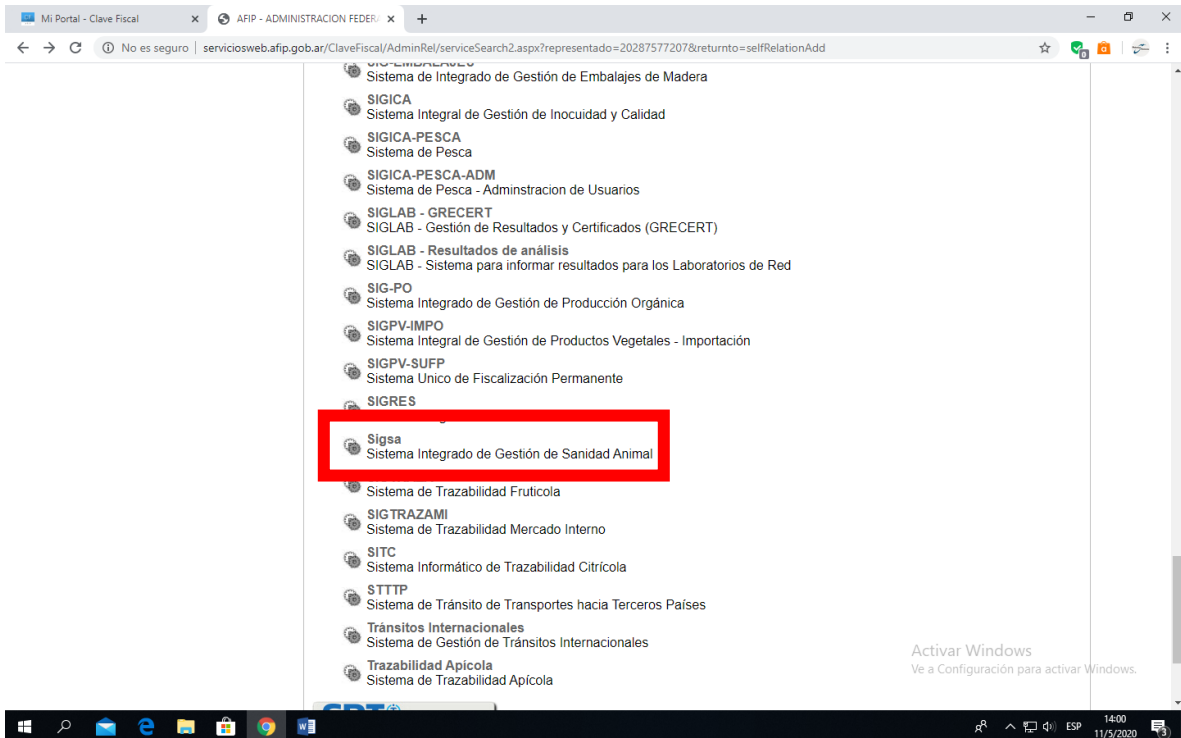 Mi Portal - Clave Fiscal
AFIP - ADMINISTRACION FEDERA
No es seguro | serviciosweb.afip.gob.ar/ClaveFiscal/AdminRel/serviceSearch2.aspx?representado=20287577207&returnto=selfRelationAdd
SIG-EMBALAJES
Sistema de Integrado de Gestión de Embalajes de Madera
SIGICA
Sistema Integral de Gestión de Inocuidad y Calidad
SIGICA-PESCA
Sistema de Pesca
SIGICA-PESCA-ADM
Sistema de Pesca - Adminstracion de Usuarios
SIGLAB - GRECERT
SIGLAB - Gestión de Resultados y Certificados (GRECERT)
SIGLAB - Resultados de análisis
SIGLAB - Sistema para informar resultados para los Laboratorios de Red
SIG-PO
Sistema Integrado de Gestión de Producción Orgánica
SIGPV-IMPO
Sistema Integral de Gestión de Productos Vegetales - Importación
SIGPV-SUFP
Sistema Unico de Fiscalización Permanente
SIGRES
Sigsa
Sistema Integrado de Gestión de Sanidad Animal
Sistema de Trazabilidad Fruticola
SIGTRAZAMI
Sistema de Trazabilidad Mercado Interno
SITC
Sistema Informático de Trazabilidad Citrícola
STTTP
Sistema de Tránsito de Transportes hacia Terceros Países
Tránsitos Internacionales
Sistema de Gestión de Tránsitos Internacionales
Trazabilidad Apicola
Sistema de Trazabilidad Apícola
Activar Windows
Ve a Configuración para activar Windows.
ESP
14:00
11/5/2020